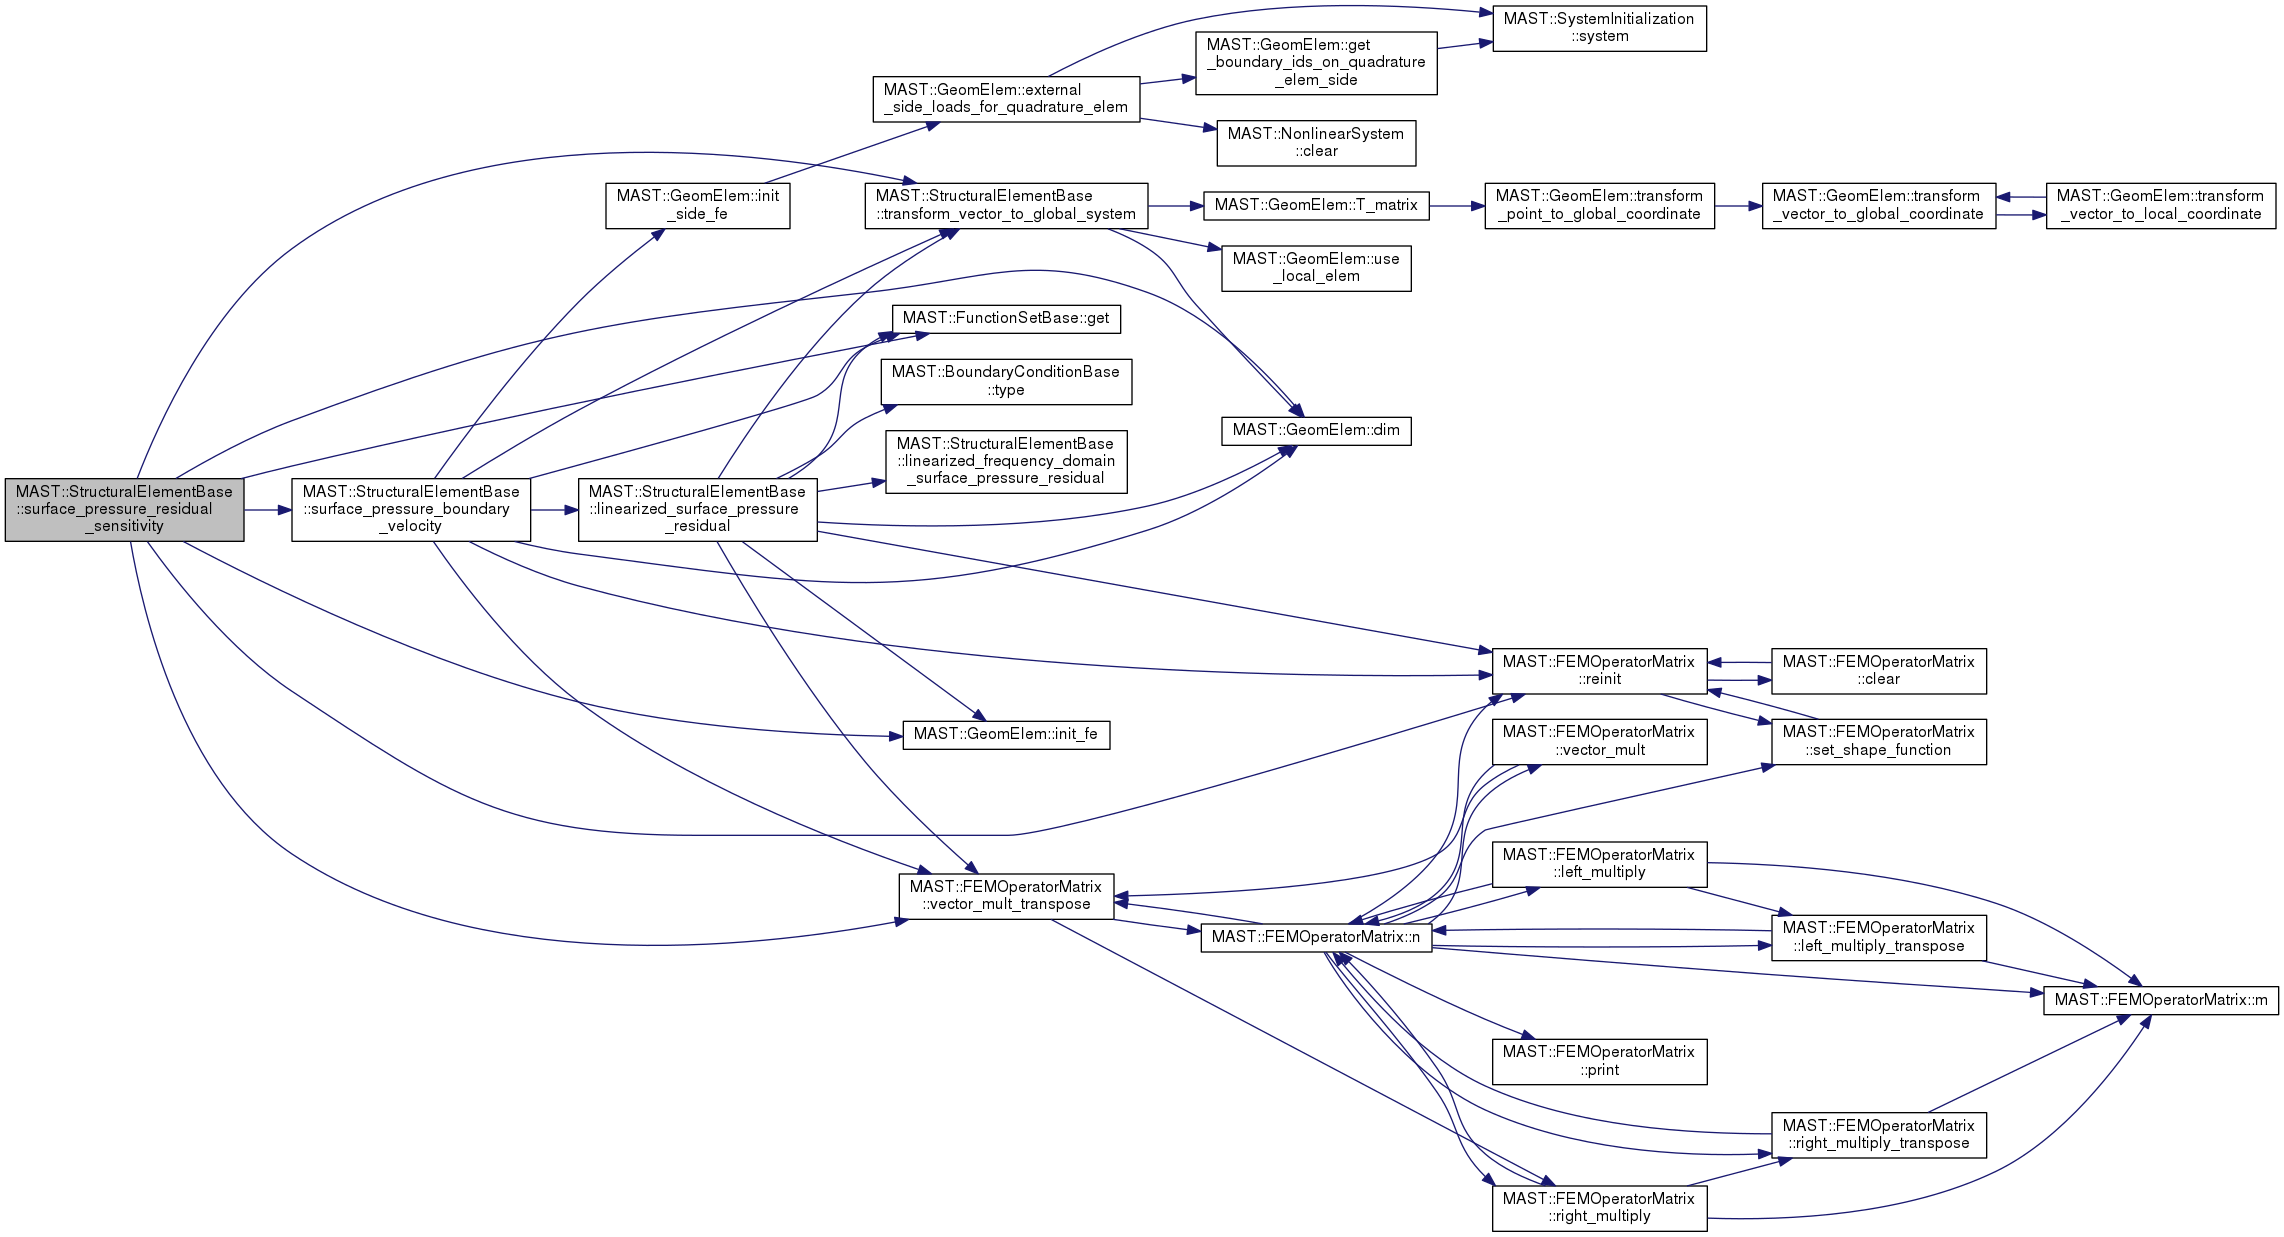 MAST::StructuralElementBase
::surface_pressure_residual
_sensitivity
MAST::StructuralElementBase
::surface_pressure_boundary
_velocity
MAST::GeomElem::init
_side_fe
MAST::StructuralElementBase
::linearized_surface_pressure
_residual
MAST::GeomElem::external
_side_loads_for_quadrature_elem
MAST::StructuralElementBase
::transform_vector_to_global_system
MAST::FunctionSetBase::get
MAST::BoundaryConditionBase
::type
MAST::StructuralElementBase
::linearized_frequency_domain
_surface_pressure_residual
MAST::GeomElem::init_fe
MAST::FEMOperatorMatrix
::vector_mult_transpose
MAST::GeomElem::get
_boundary_ids_on_quadrature
_elem_side
MAST::NonlinearSystem
::clear
MAST::GeomElem::T_matrix
MAST::GeomElem::use
_local_elem
MAST::GeomElem::dim
MAST::FEMOperatorMatrix::n
MAST::SystemInitialization
::system
MAST::GeomElem::transform
_point_to_global_coordinate
MAST::FEMOperatorMatrix
::reinit
MAST::FEMOperatorMatrix
::vector_mult
MAST::FEMOperatorMatrix
::left_multiply
MAST::FEMOperatorMatrix
::print
MAST::FEMOperatorMatrix
::right_multiply
MAST::GeomElem::transform
_vector_to_global_coordinate
MAST::FEMOperatorMatrix
::clear
MAST::FEMOperatorMatrix
::set_shape_function
MAST::FEMOperatorMatrix
::left_multiply_transpose
MAST::FEMOperatorMatrix
::right_multiply_transpose
MAST::GeomElem::transform
_vector_to_local_coordinate
MAST::FEMOperatorMatrix::m